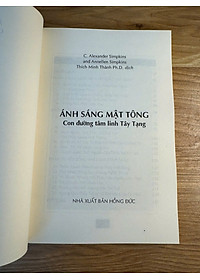 C. Alexander Simpkins
and Annellen Simpkins
Thích Minh Thành Ph.D. dịch
ÁNH SÁNG MẬT TÔNG
Con đường tâm linh Tây Tạng
NHÀ XUẤT BẢN HỒNG ĐỨC